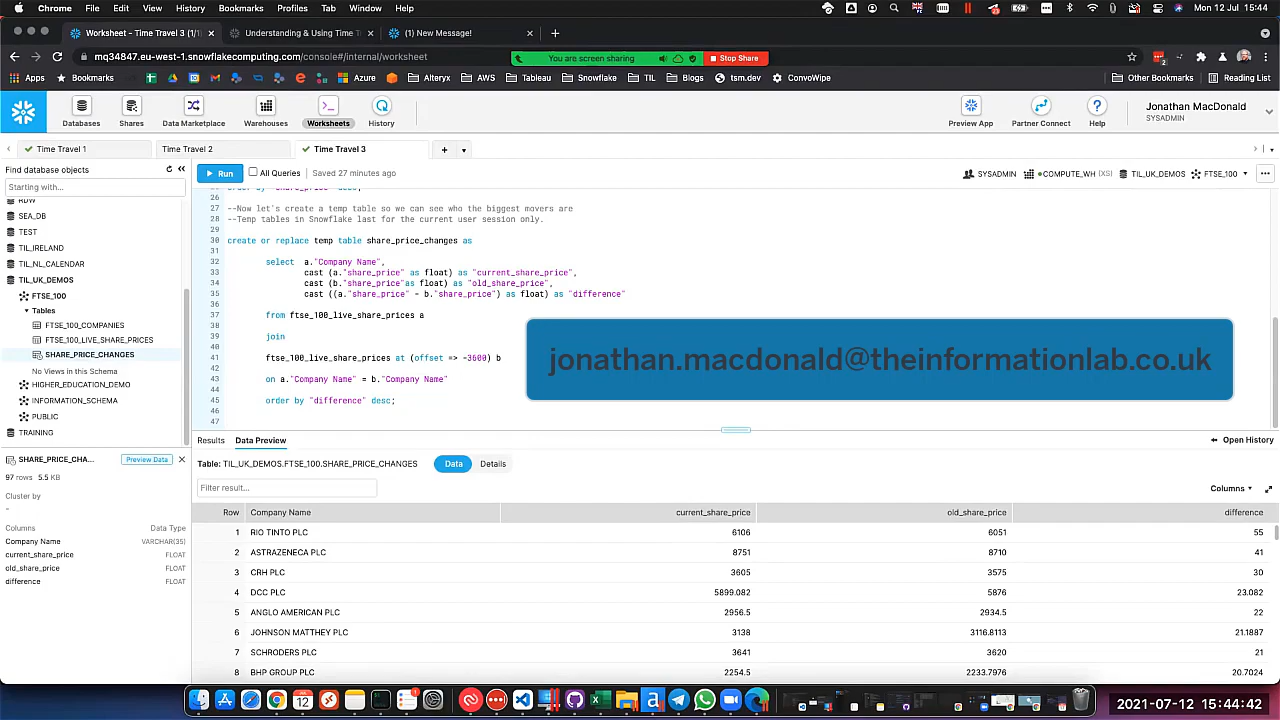 Chrome File Edit View History Bookmarks Profiles Tab Window Help Mon 12 Jul 15:44
Worksheet - Time Travel 3 (1/1) Understanding & Using Time T (1) New Message!
mq34847.eu-west-1.snowflakecomputing.com/console#/internal/worksheet
You are screen sharing Stop Share
Apps Bookmarks Azure Alteryx AWS Tableau Snowflake TIL Blogs tsm.dev ConvoWipe Other Bookmarks Reading List
Databases Shares Data Marketplace Warehouses Worksheets History Preview App Partner Connect Help
Jonathan MacDonald
SYSADMIN
Time Travel 1 Time Travel 2 Time Travel 3
Find database objects
Starting with...
Run All Queries Saved 27 minutes ago SYSADMIN COMPUTE_WH (XS) TIL_UK_DEMOS FTSE_100
SEA_DB
TEST
TIL_IRELAND
TIL_NL_CALENDAR
TIL_UK_DEMOS
FTSE_100
Tables
FTSE_100_COMPANIES
FTSE_100_LIVE_SHARE_PRICES
SHARE_PRICE_CHANGES
No Views in this Schema
HIGHER_EDUCATION_DEMO
INFORMATION_SCHEMA
PUBLIC
TRAINING
26
27 --Now let's create a temp table so we can see who the biggest movers are
28 --Temp tables in Snowflake last for the current user session only.
29
30 create or replace temp table share_price_changes as
31
32 select a."Company Name",
33 cast (a."share_price" as float) as "current_share_price",
34 cast (b."share_price"as float) as "old_share_price",
35 cast ((a."share_price" - b."share_price") as float) as "difference"
36
37 from ftse_100_live_share_prices a
38
39 join
40
41 ftse_100_live_share_prices at (offset => -3600) b
42
43 on a."Company Name" = b."Company Name"
44
45 order by "difference" desc;
46
47
jonathan.macdonald@theinformationlab.co.uk
SHARE_PRICE_CHA... Preview Data
97 rows 5.5 KB
Cluster by
-
Columns Data Type
Company Name VARCHAR(35)
current_share_price FLOAT
old_share_price FLOAT
difference FLOAT
Results Data Preview Open History
Table: TIL_UK_DEMOS.FTSE_100.SHARE_PRICE_CHANGES Data Details
Filter result... Columns
Row Company Name current_share_price old_share_price difference
1 RIO TINTO PLC 6106 6051 55
2 ASTRAZENECA PLC 8751 8710 41
3 CRH PLC 3605 3575 30
4 DCC PLC 5899.082 5876 23.082
5 ANGLO AMERICAN PLC 2956.5 2934.5 22
6 JOHNSON MATTHEY PLC 3138 3116.8113 21.1887
7 SCHRODERS PLC 3641 3620 21
8 BHP GROUP PLC 2254.5 2233.7976 20.7024
2021-07-12 15:44:42